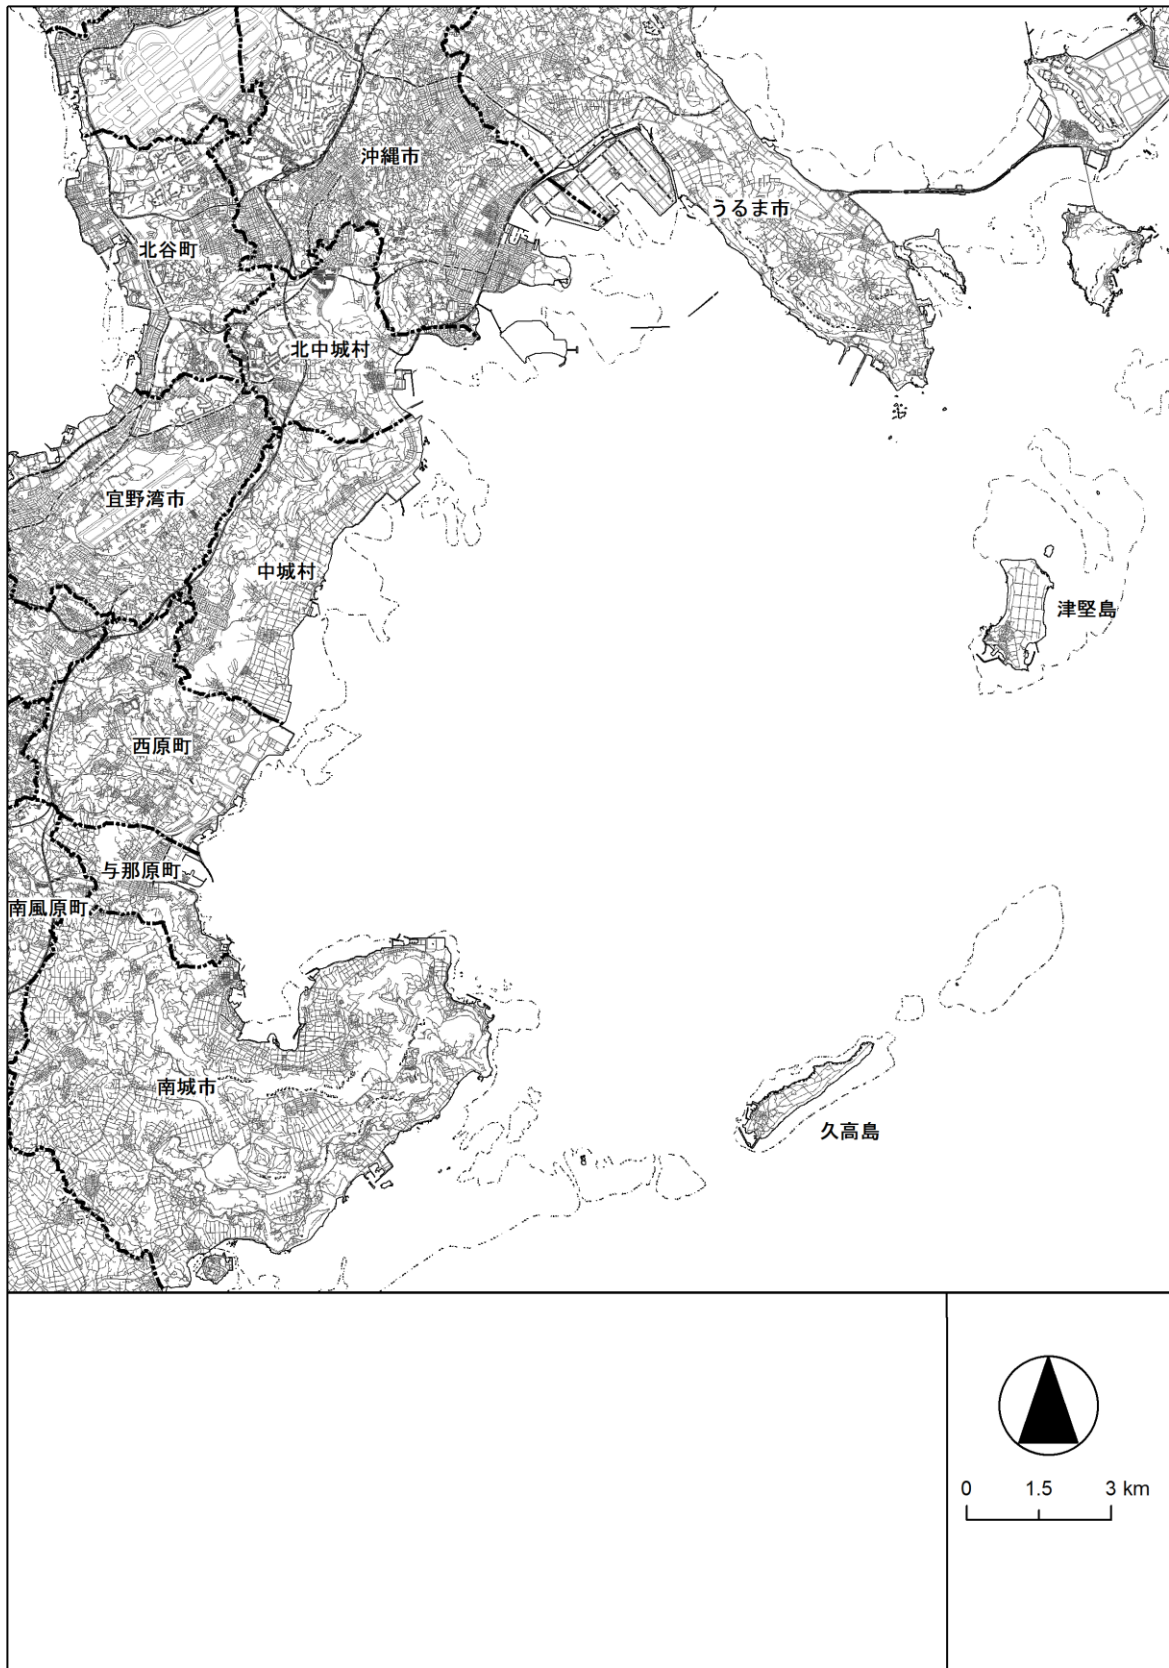 沖縄市
うるま市
北谷町
北中城村
宜野湾市
中城村
津堅島
西原町
与那原町
南風原町
南城市
久高島
0 1.5 3 km